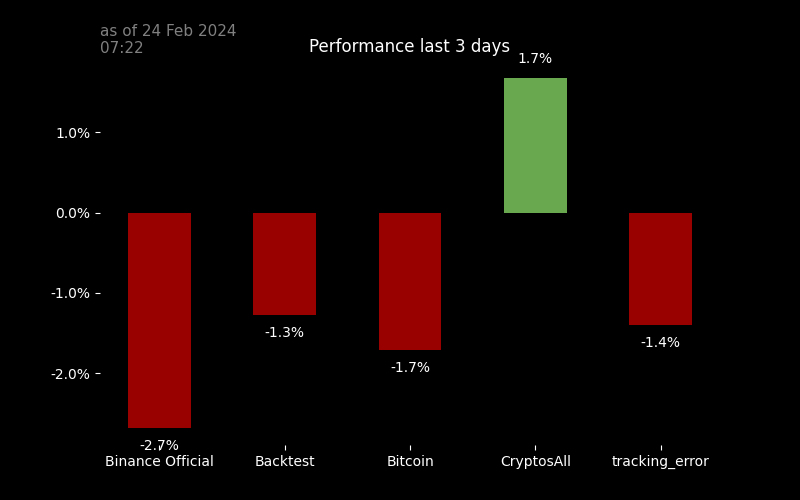 as of 24 Feb 2024
07:22
Performance last 3 days
1.7%
1.0%
0.0%
-1.0%
-1.3%
-1.4%
-1.7%
-2.0%
-2.7%
Binance Official
Backtest
Bitcoin
CryptosAll
tracking_error